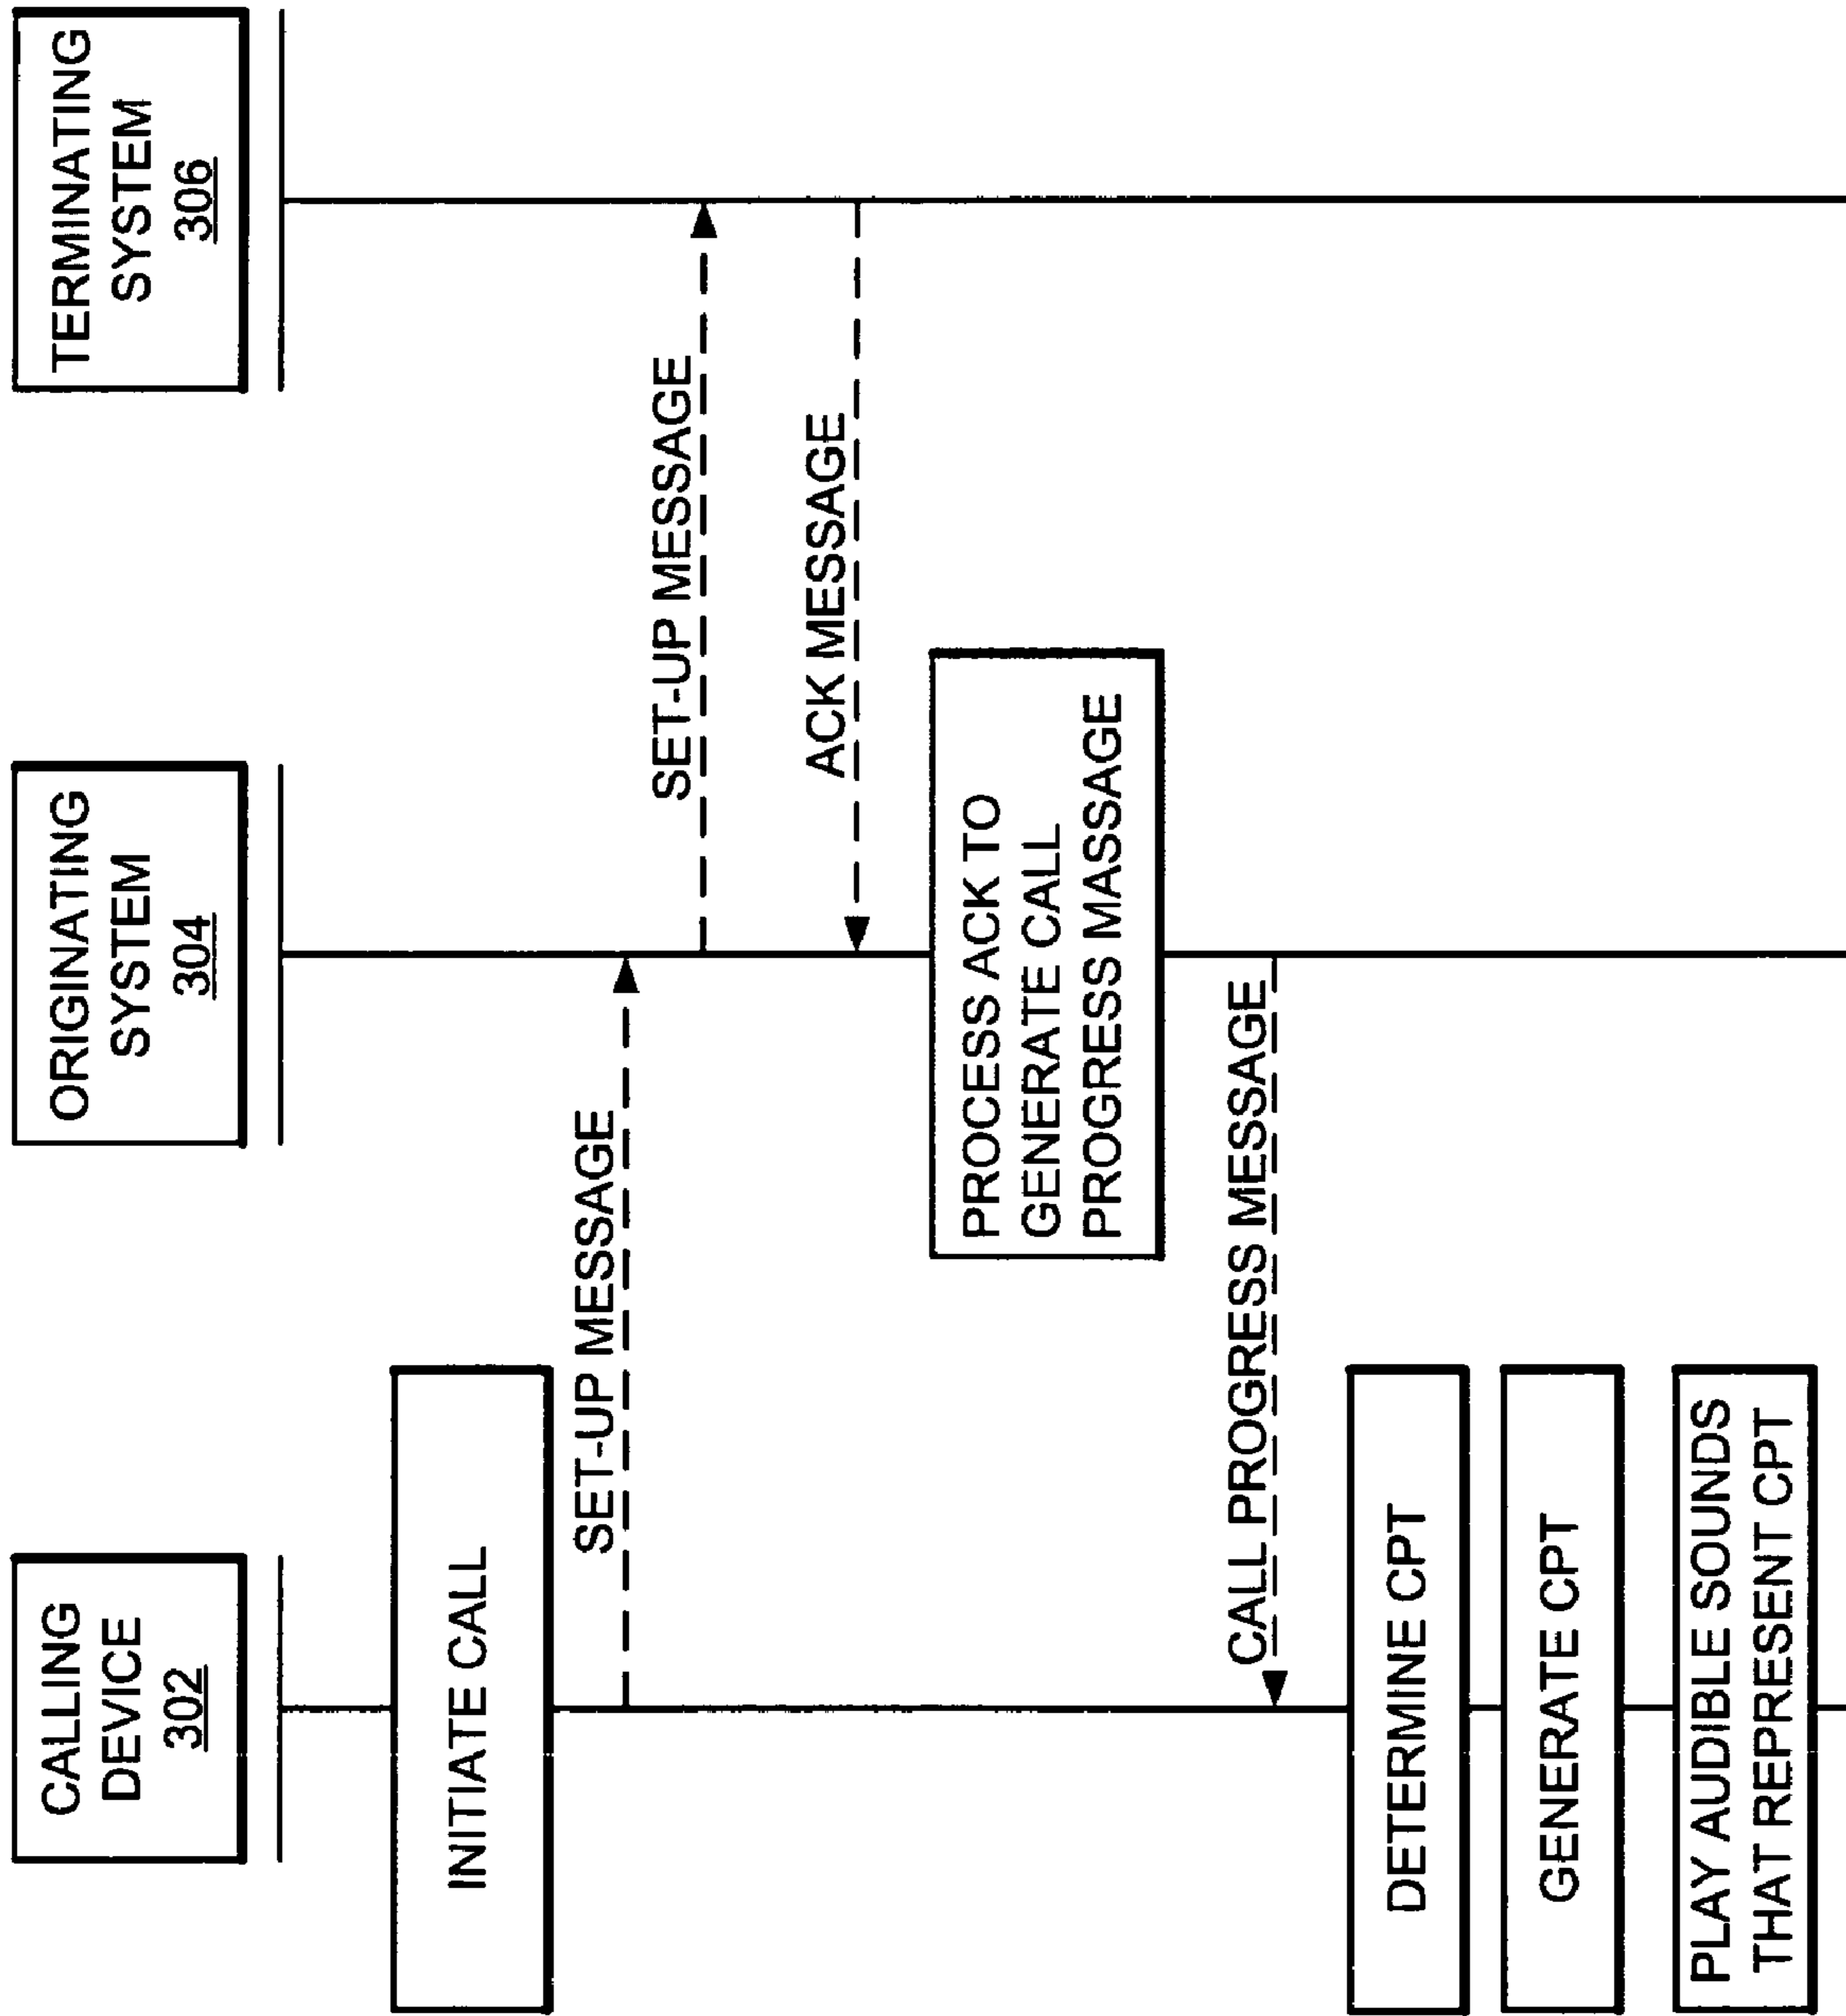 CALLING
DEVICE
302
ORIGINATING
SYSTEM
304
TERMINATING
SYSTEM
306
INITIATE CALL
SET-UP MESSAGE
SET-UP MESSAGE
ACK MESSAGE
PROCESS ACK TO
GENERATE CALL
PROGRESS MASSAGE
CALL PROGRESS MESSAGE
DETERMINE CPT
GENERATE CPT
PLAY AUDIBLE SOUNDS
THAT REPRESENT CPT